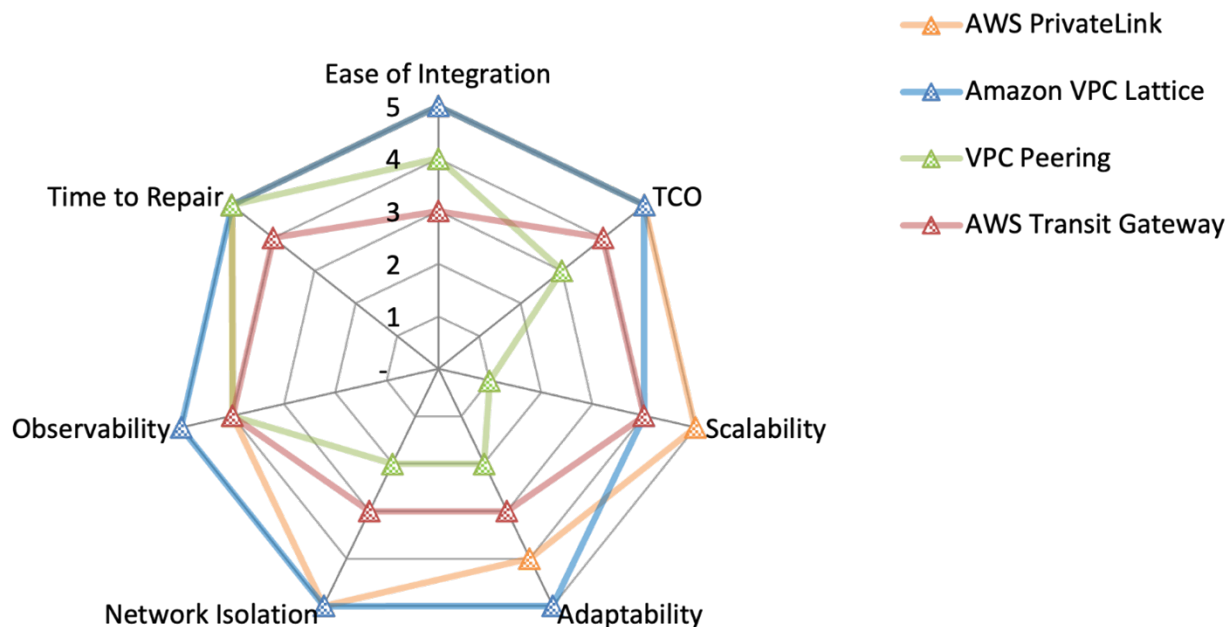 AWS PrivateLink
Ease of Integration
5
Amazon VPC Lattice
4
VPC Peering
Time to Repair
TCO
3
AWS Transit Gateway
2
1
-
Observability
Scalability
Network Isolation
Adaptability